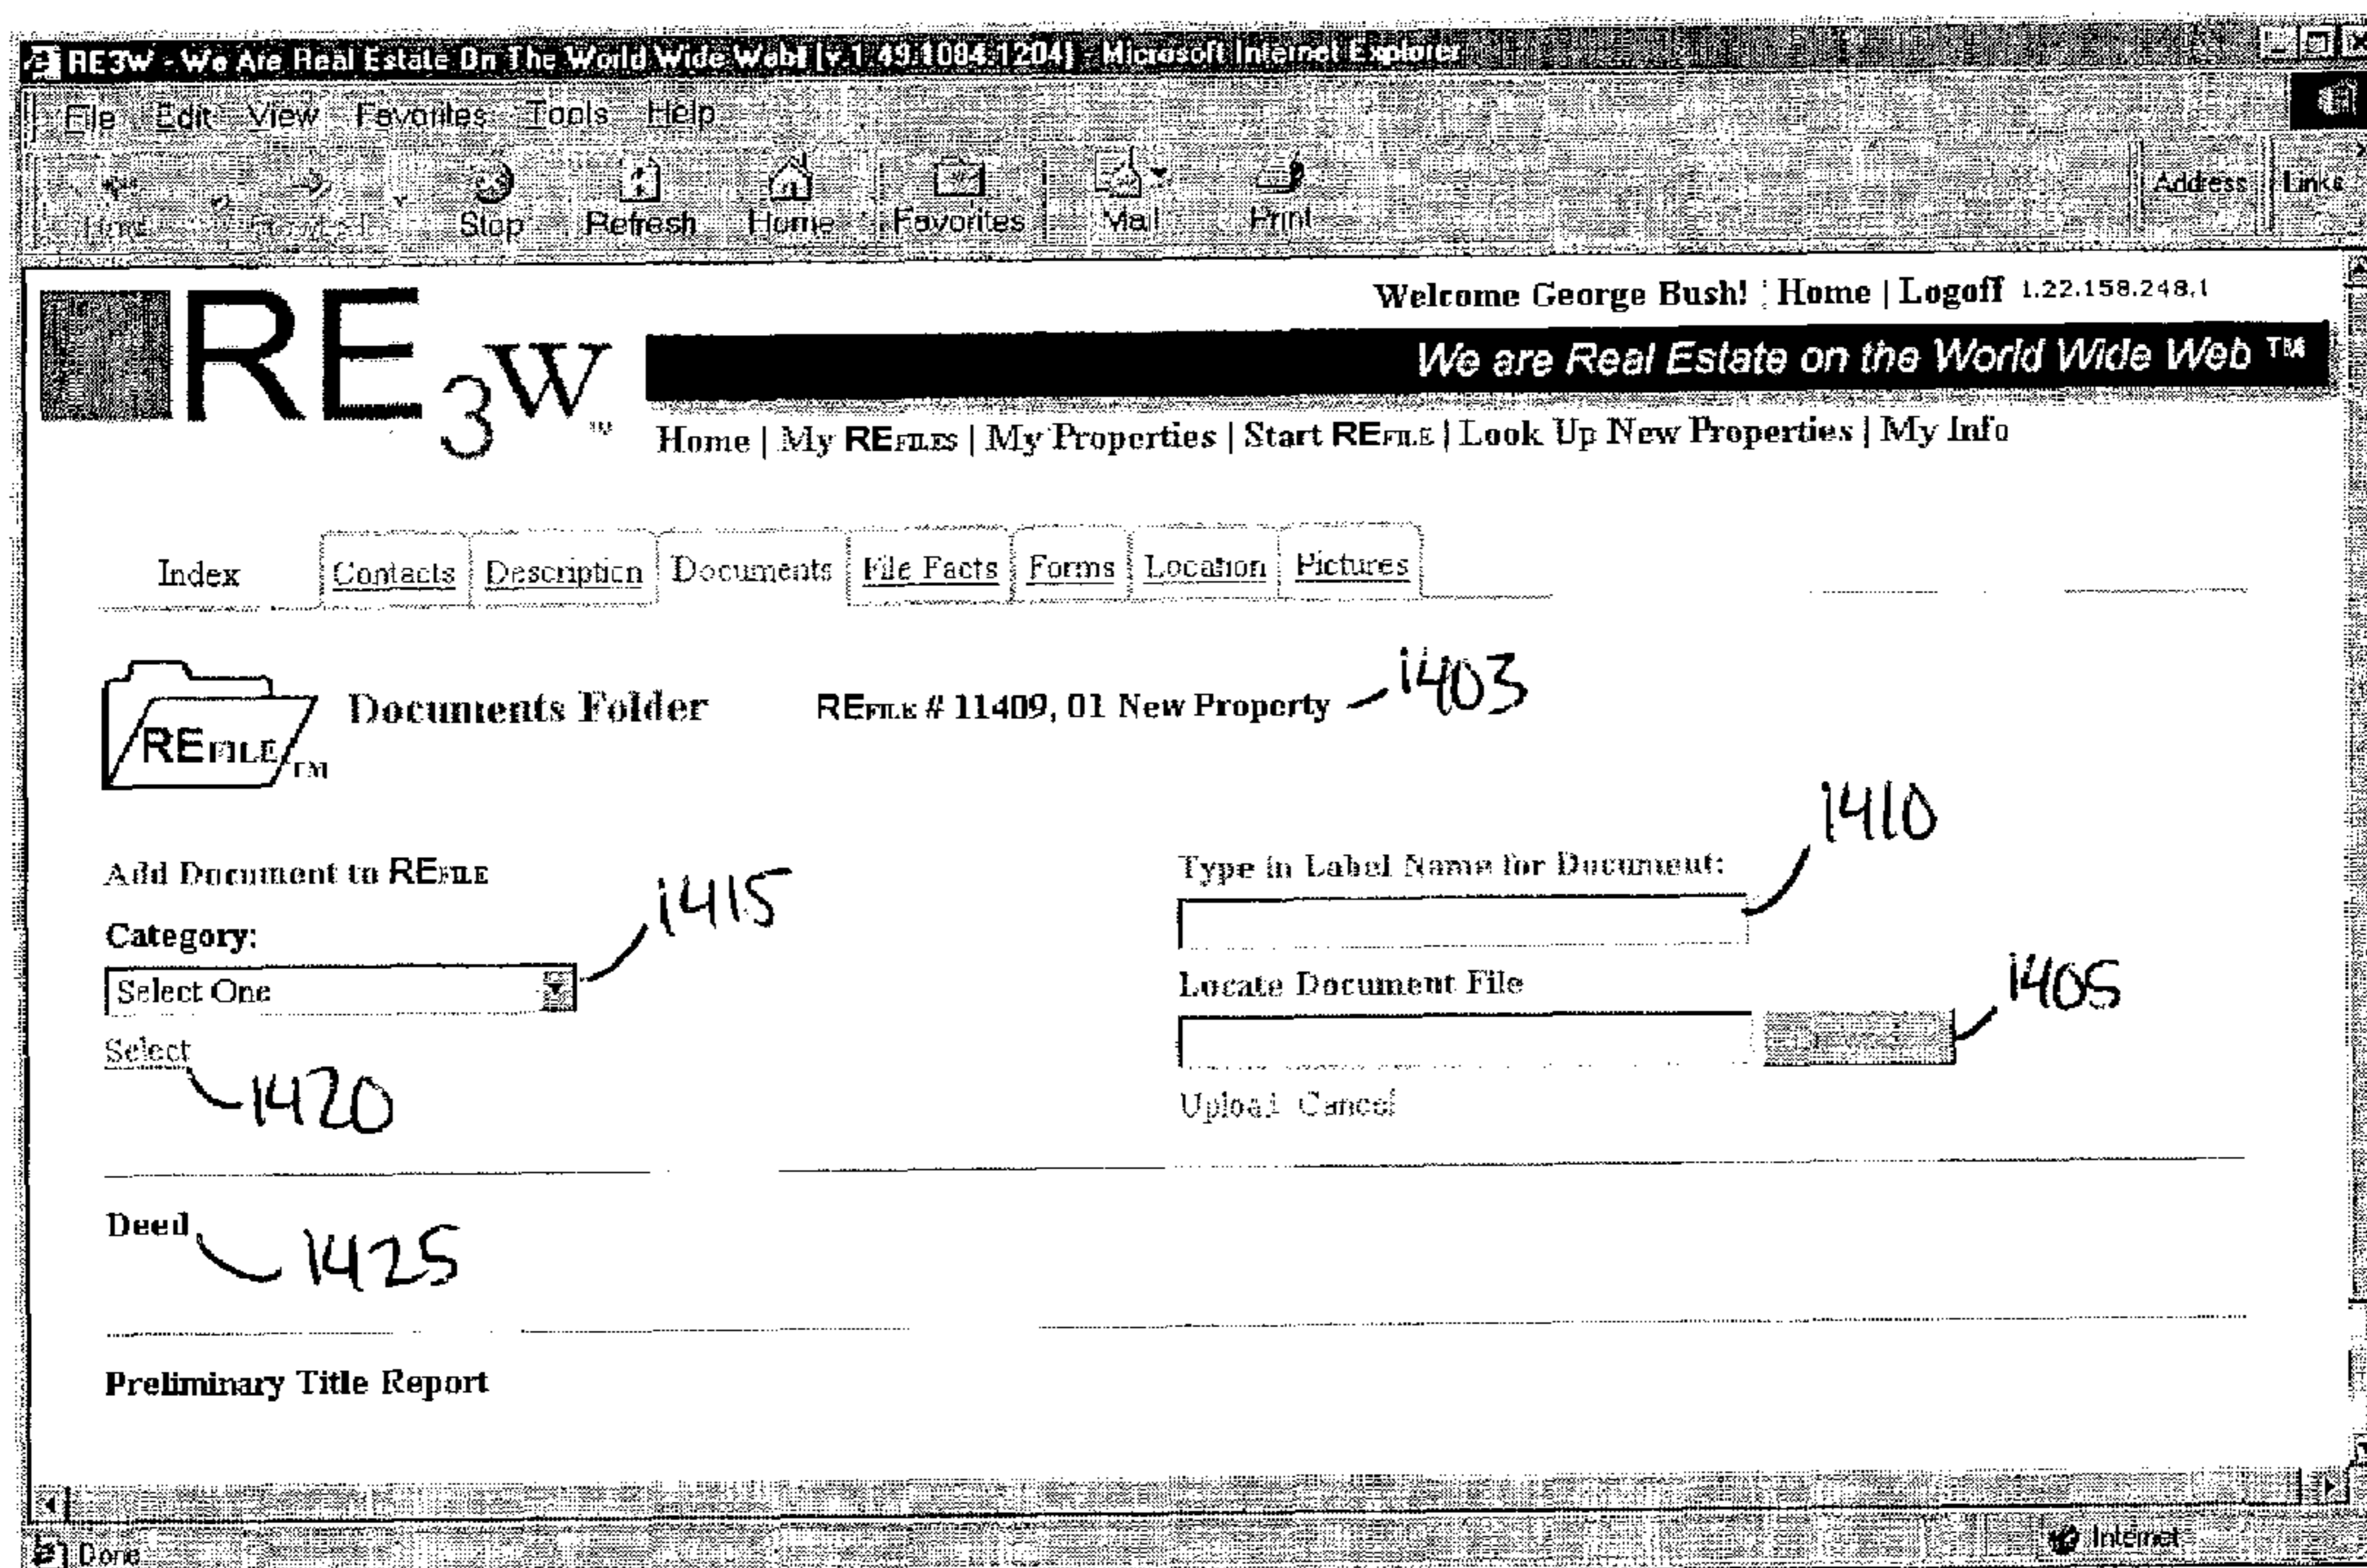 RE3W - We Are Real Estate On The World Wide Web! [v.1.49.1084.1204] - Microsoft Internet Explorer
File Edit View Favorites Tools Help
Stop Refresh Home Favorites Mail Print Address Links
Welcome George Bush! | Home | Logoff 1.22.158.248.1
RE3W
We are Real Estate on the World Wide Web ™
Home | My REFILES | My Properties | Start REFILE | Look Up New Properties | My Info
Index Contacts Description Documents File Facts Forms Location Pictures
REFILE™ Documents Folder REFILE # 11409, 01 New Property 1403
1410
Add Document to REFILE Type in Label Name for Document:
1415
Category:
Select One Locate Document File 1405
Select
1420 Upload Cancel
Deed 1425
Preliminary Title Report
Done Internet